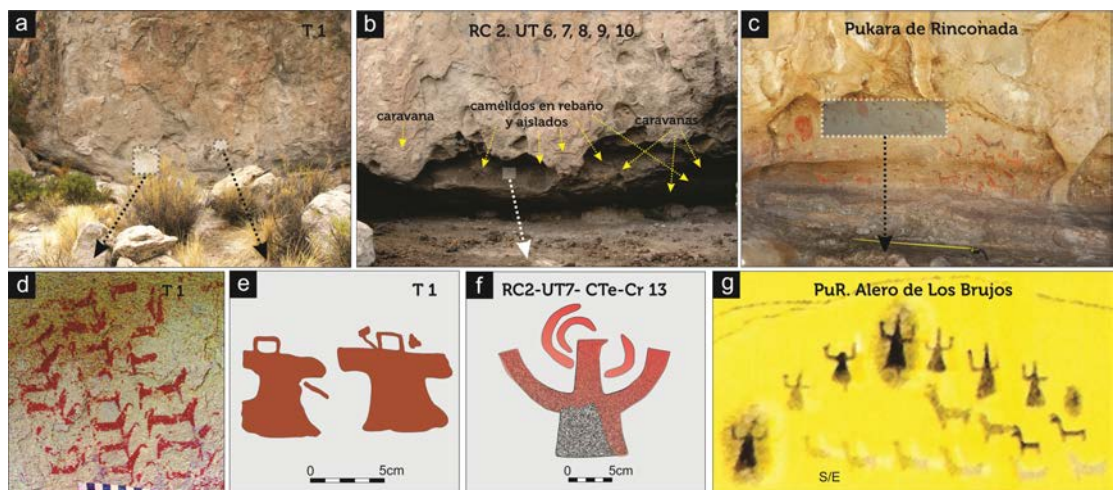 a
T 1
b
RC 2. UT 6, 7, 8, 9, 10
caravana
camélidos en rebaño
y aislados
caravanas
c
Pukara de Rinconada
d
T 1
e
T 1
0
5cm
f
RC2-UT7- CTe-Cr 13
0
5cm
g
PuR. Alero de Los Brujos
S/E